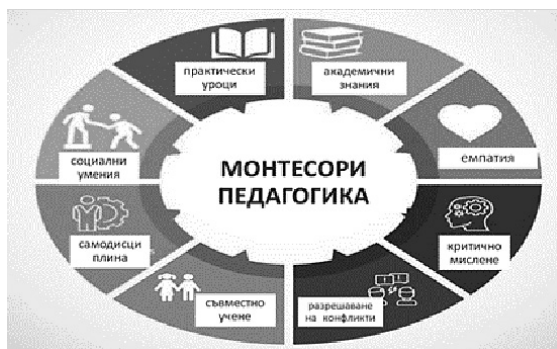 практически
уроци
академични
знания
емпатия
критично
мислене
разрешаване
на конфликти
съвместно
учене
самодисци
плина
социални
умения
МОНТЕСОРИ
ПЕДАГОГИКА